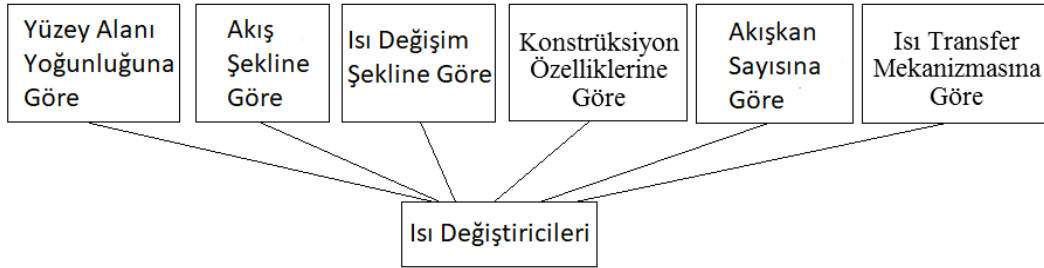 Yüzey Alanı
Yoğunluğuna
Göre
Akış
Şekline
Göre
Isı Değişim
Şekline Göre
Konstrüksiyon
Özelliklerine
Göre
Akışkan
Sayısına
Göre
Isı Transfer
Mekanizmasına
Göre
Isı Değiştiricileri